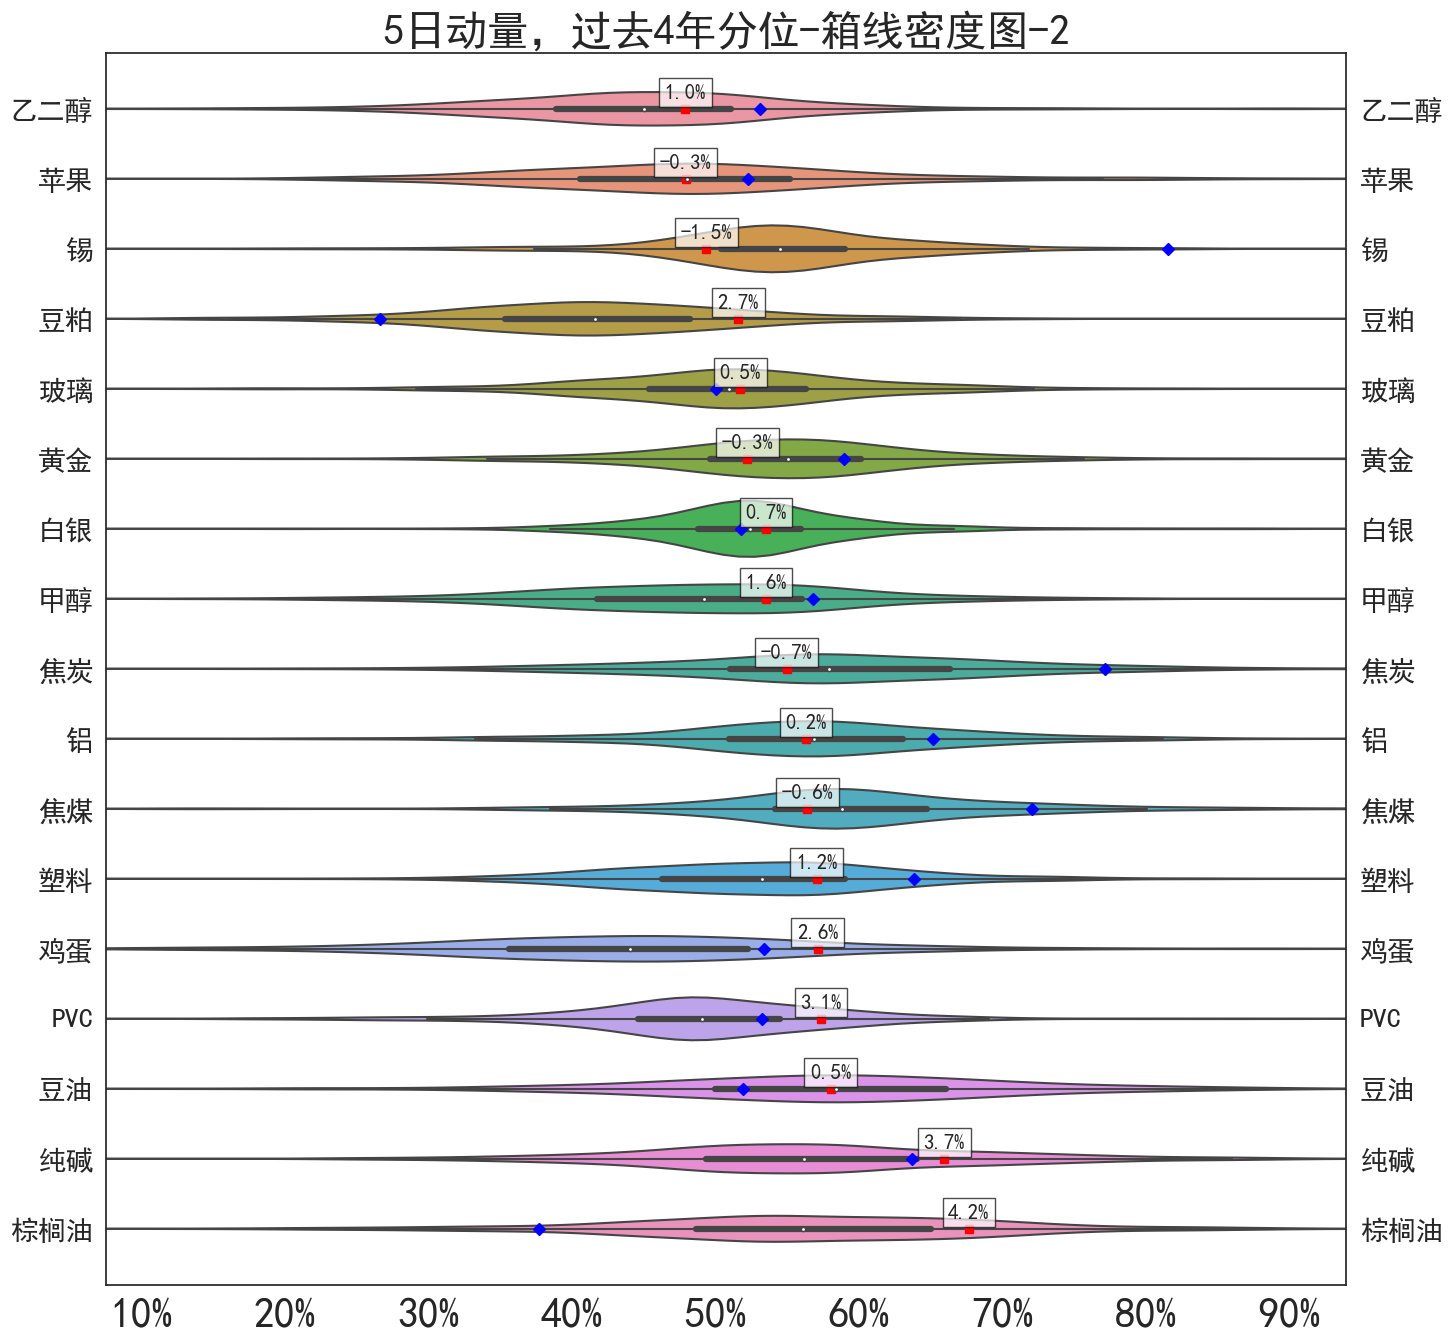 5日动量，过去4年分位-箱线密度图-2
乙二醇 1.0% 乙二醇
苹果 -0.3% 苹果
锡 -1.5% 锡
豆粕 2.7% 豆粕
玻璃 0.5% 玻璃
黄金 -0.3% 黄金
白银 0.7% 白银
甲醇 1.6% 甲醇
焦炭 -0.7% 焦炭
铝 0.2% 铝
焦煤 -0.6% 焦煤
塑料 1.2% 塑料
鸡蛋 2.6% 鸡蛋
PVC 3.1% PVC
豆油 0.5% 豆油
纯碱 3.7% 纯碱
棕榈油 4.2% 棕榈油
10% 20% 30% 40% 50% 60% 70% 80% 90%